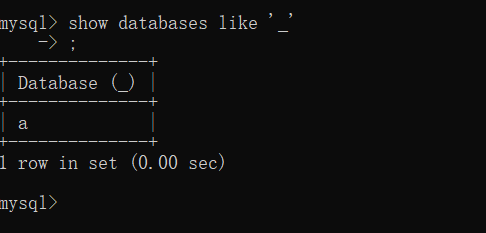 mysql> show databases like '_'
    -> ;
+--------------+
| Database (_) |
+--------------+
| a            |
+--------------+
1 row in set (0.00 sec)
mysql>